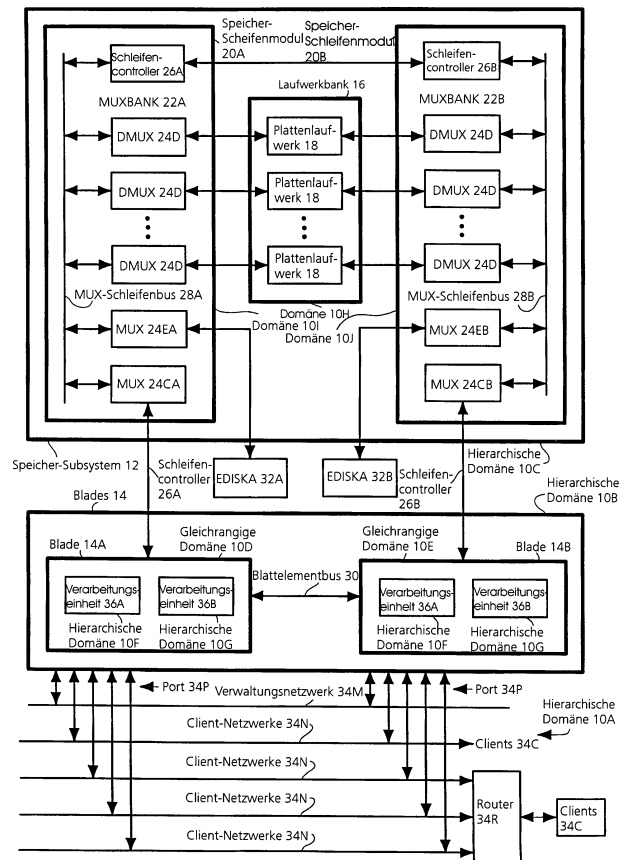 Speicher-
Scheifenmodul
20A
Speicher-
Schleifenmodul
20B
Schleifen-
controller 26A
Schleifen-
controller 26B
Laufwerkbank 16
MUXBANK 22A
MUXBANK 22B
DMUX 24D
Plattenlauf-
werk 18
DMUX 24D
DMUX 24D
Plattenlauf-
werk 18
DMUX 24D
DMUX 24D
Plattenlauf-
werk 18
DMUX 24D
MUX-Schleifenbus 28A
MUX-Schleifenbus 28B
Domäne 10H
Domäne 10I
Domäne 10J
MUX 24EA
MUX 24EB
MUX 24CA
MUX 24CB
Speicher-Subsystem 12
Schleifen-
controller
26A
EDISKA 32A
EDISKA 32B
Schleifen-
controller
26B
Hierarchische
Domäne 10C
Hierarchische
Domäne 10B
Blades 14
Blade 14A
Gleichrangige
Domäne 10D
Gleichrangige
Domäne 10E
Blade 14B
Blattelementbus 30
Verarbeitungs-
einheit 36A
Verarbeitungs-
einheit 36B
Verarbeitungs-
einheit 36A
Verarbeitungs-
einheit 36B
Hierarchische
Domäne 10F
Hierarchische
Domäne 10G
Hierarchische
Domäne 10F
Hierarchische
Domäne 10G
Port 34P
Verwaltungsnetzwerk 34M
Port 34P
Hierarchische
Domäne 10A
Client-Netzwerke 34N
Clients 34C
Client-Netzwerke 34N
Client-Netzwerke 34N
Router
34R
Clients
34C
Client-Netzwerke 34N